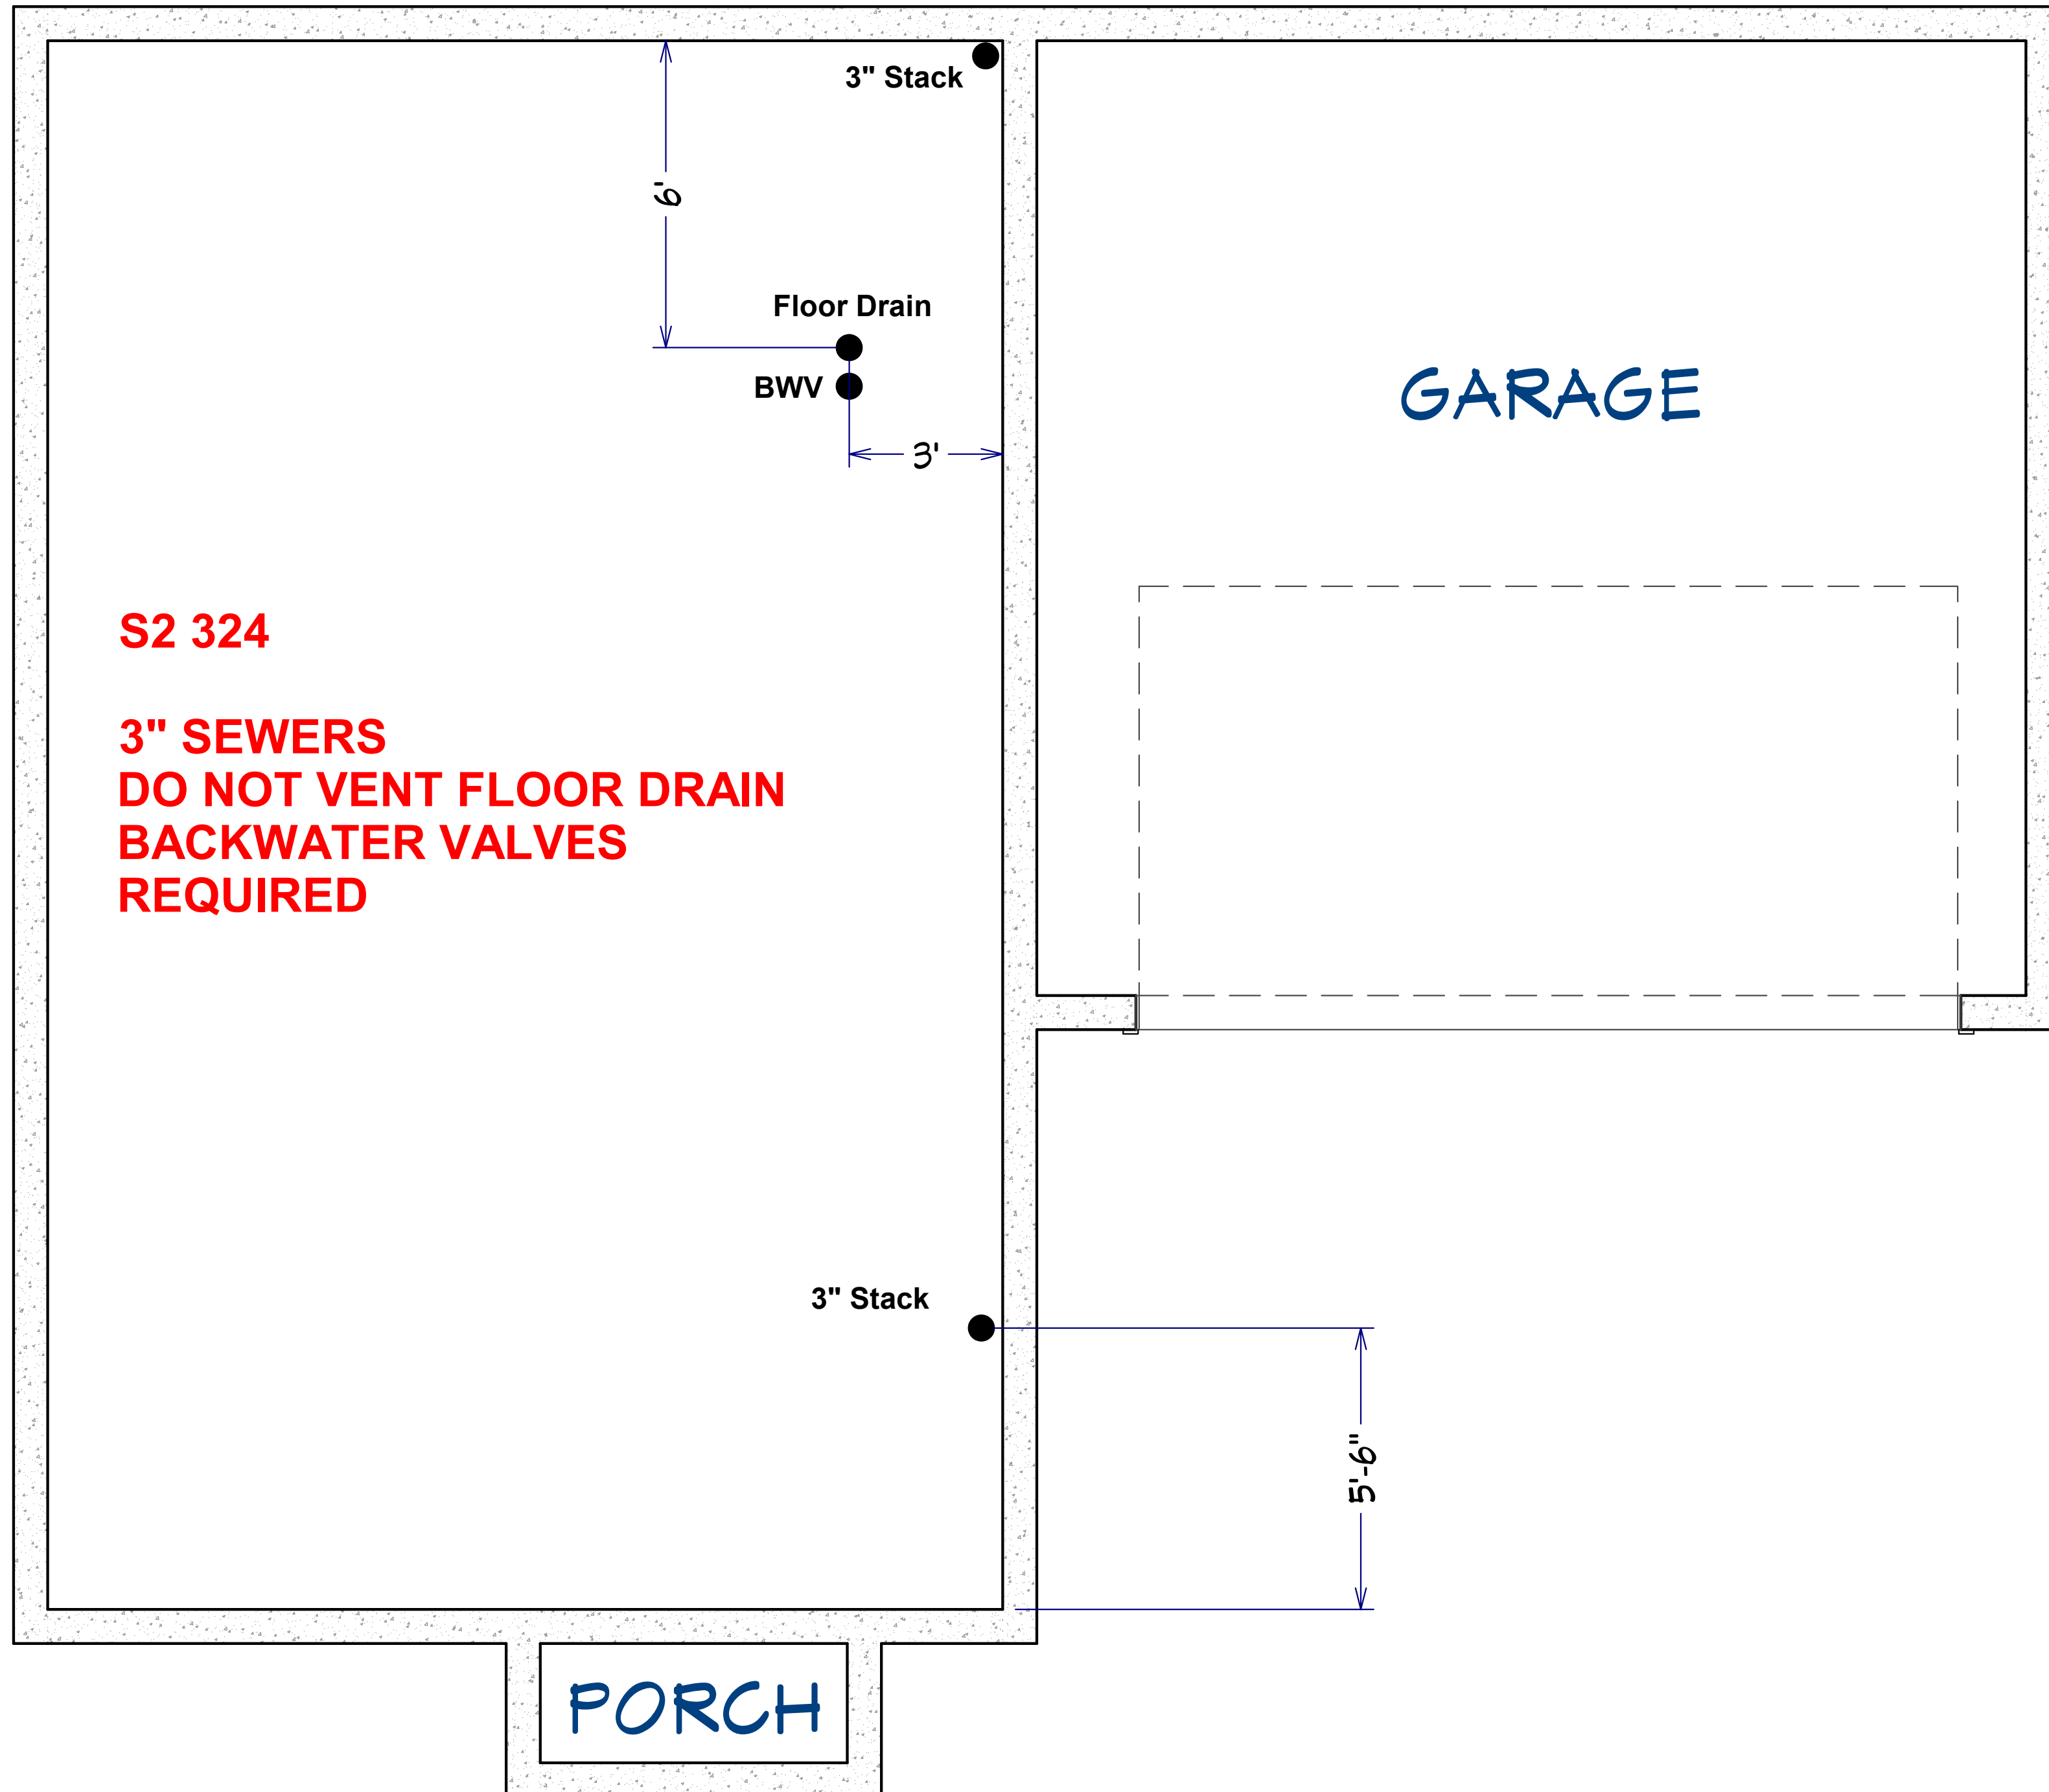 3" Stack
6'
Floor Drain
BWV
3'
GARAGE
S2 324
3" SEWERS
DO NOT VENT FLOOR DRAIN
BACKWATER VALVES
REQUIRED
3" Stack
5'-6"
PORCH